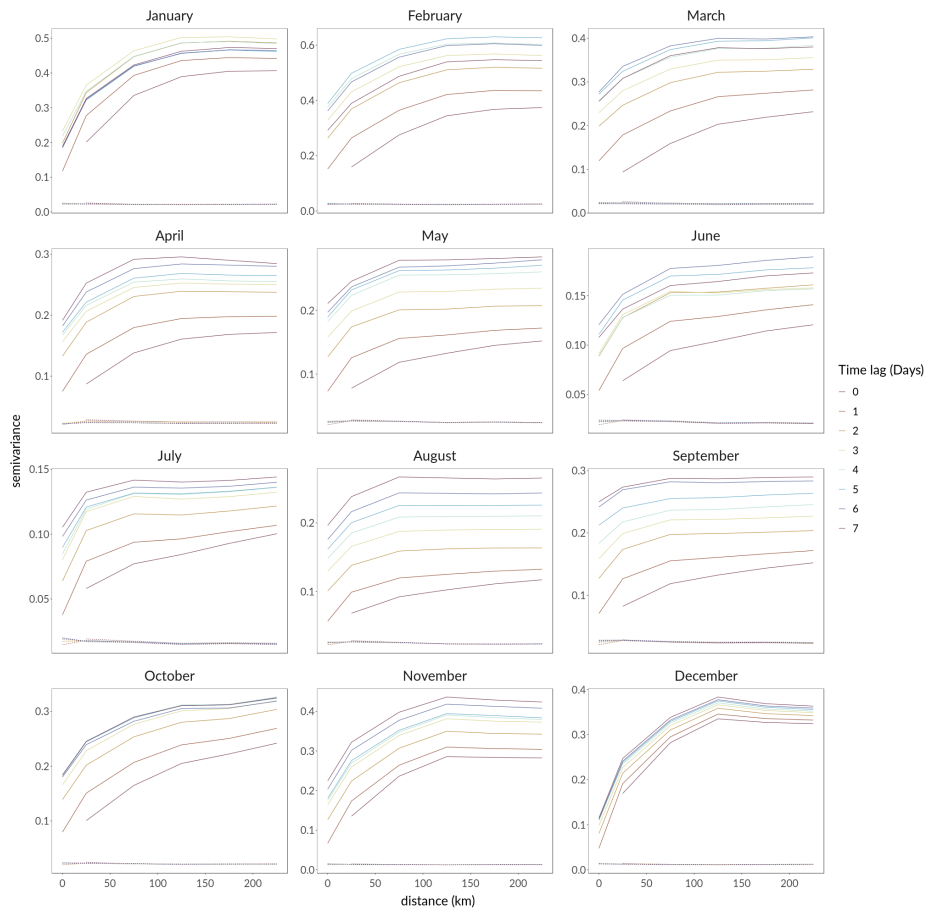 January
February
March
0.5
0.4
0.3
0.2
0.1
0.0
0.6
0.4
0.2
0.0
0.4
0.3
0.2
0.1
0.0
April
May
June
0.3
0.2
0.1
0.2
0.1
0.15
0.10
0.05
July
August
September
0.15
0.10
0.05
0.2
0.1
0.3
0.2
0.1
October
November
December
0.3
0.2
0.1
0.4
0.3
0.2
0.1
0.0
0.4
0.3
0.2
0.1
0.0
0 50 100 150 200
0 50 100 150 200
0 50 100 150 200
distance (km)
semivariance
Time lag (Days)
0
1
2
3
4
5
6
7